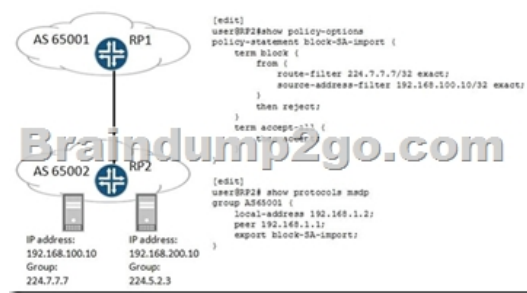 AS 65001
RP1
AS 65002
RP2
IP address:
192.168.100.10
Group:
224.7.7.7
IP address:
192.168.200.10
Group:
224.5.2.3
[edit]
user@RP2#show policy-options
policy-statement block-SA-import {
term block {
from {
route-filter 224.7.7.7/32 exact;
source-address-filter 192.168.100.10/32 exact;
}
then reject;
}
term accept-all {
then accept
[edit]
user@RP2# show protocols msdp
group AS65001 {
local-address 192.168.1.2;
peer 192.168.1.1;
export block-SA-import;
}
Braindump2go.com